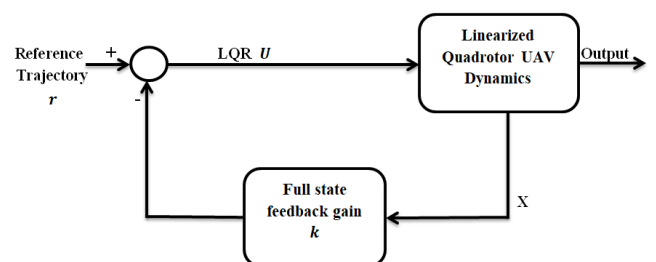 Reference
Trajectory
r
+
-
LQR U
Linearized
Quadrotor UAV
Dynamics
Output
X
Full state
feedback gain
k